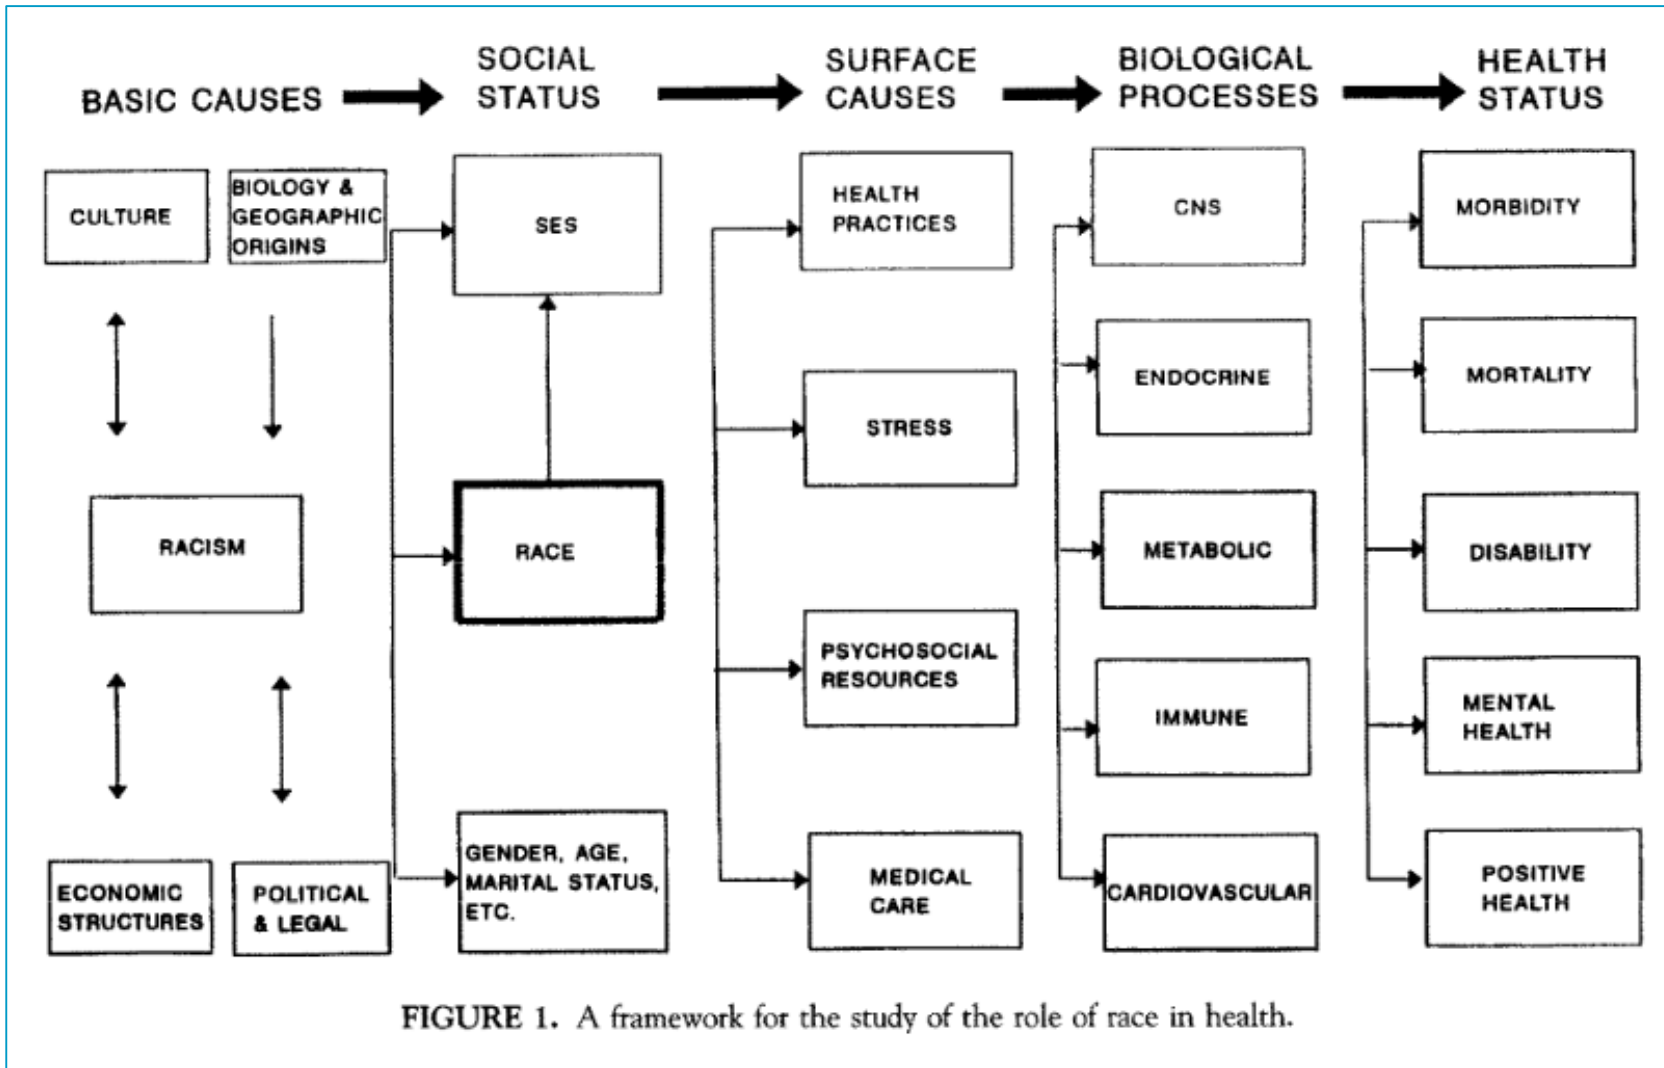 BASIC CAUSES
SOCIAL
STATUS
SURFACE
CAUSES
BIOLOGICAL
PROCESSES
HEALTH
STATUS
CULTURE
BIOLOGY &
GEOGRAPHIC
ORIGINS
RACISM
ECONOMIC
STRUCTURES
POLITICAL
& LEGAL
SES
RACE
GENDER, AGE,
MARITAL STATUS,
ETC.
HEALTH
PRACTICES
STRESS
PSYCHOSOCIAL
RESOURCES
MEDICAL
CARE
CNS
ENDOCRINE
METABOLIC
IMMUNE
CARDIOVASCULAR
MORBIDITY
MORTALITY
DISABILITY
MENTAL
HEALTH
POSITIVE
HEALTH
FIGURE 1. A framework for the study of the role of race in health.